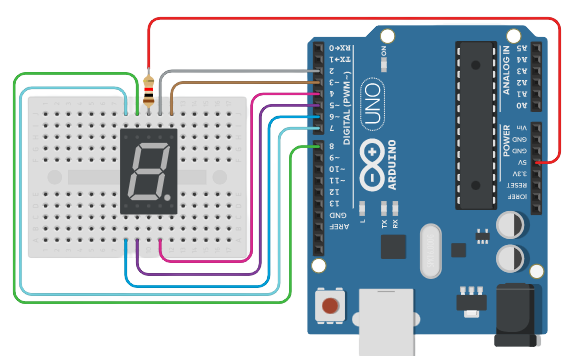 RX←0
TX→1
2
~3
4
~5
~6
7
8
~9
~10
~11
12
13
GND
AREF
DIGITAL (PWM~)
ON
UNO
ARDUINO
L
TX
RX
ANALOG IN
A5
A4
A3
A2
A1
A0
POWER
Vin
GND
GND
5V
3.3V
RESET
IOREF